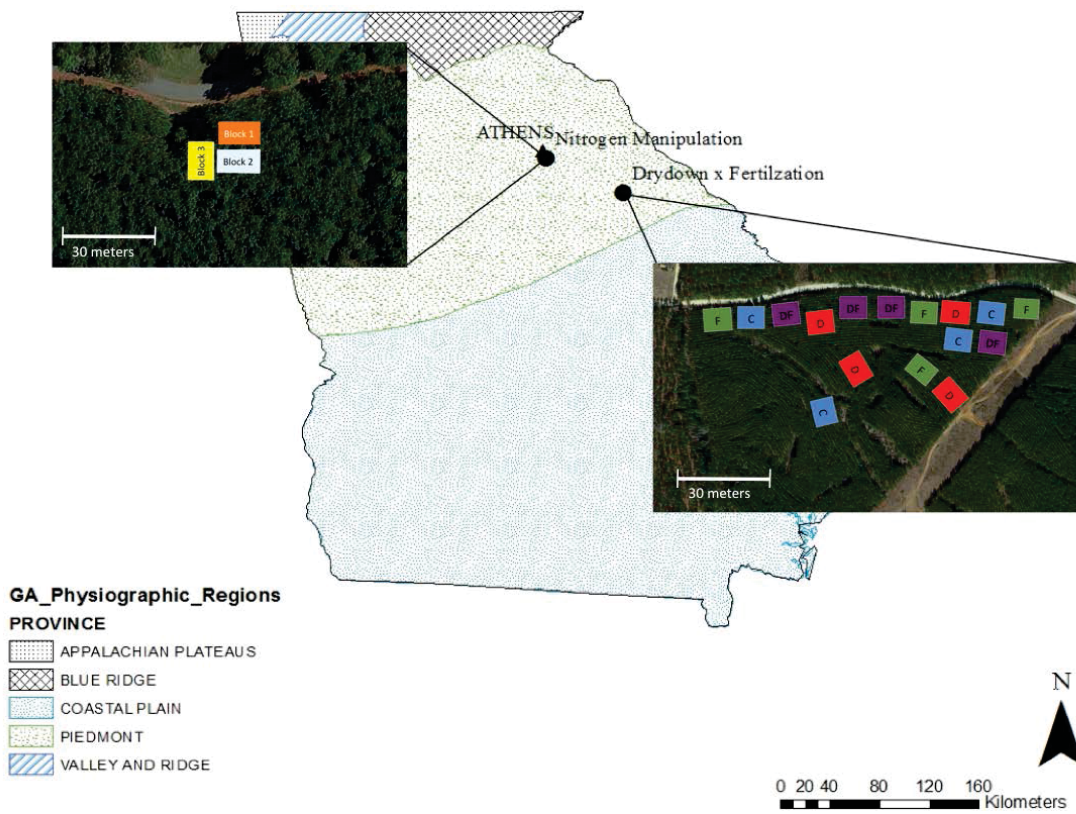 Block 1
Block 2
Block 3
30 meters
ATHENS
Nitrogen Manipulation
Drydown x Fertilzation
F C DF D DF DF F D C F
C DF
D F D
C
30 meters
GA_Physiographic_Regions
PROVINCE
APPALACHIAN PLATEAUS
BLUE RIDGE
COASTAL PLAIN
PIEDMONT
VALLEY AND RIDGE
N
0 20 40 80 120 160
Kilometers